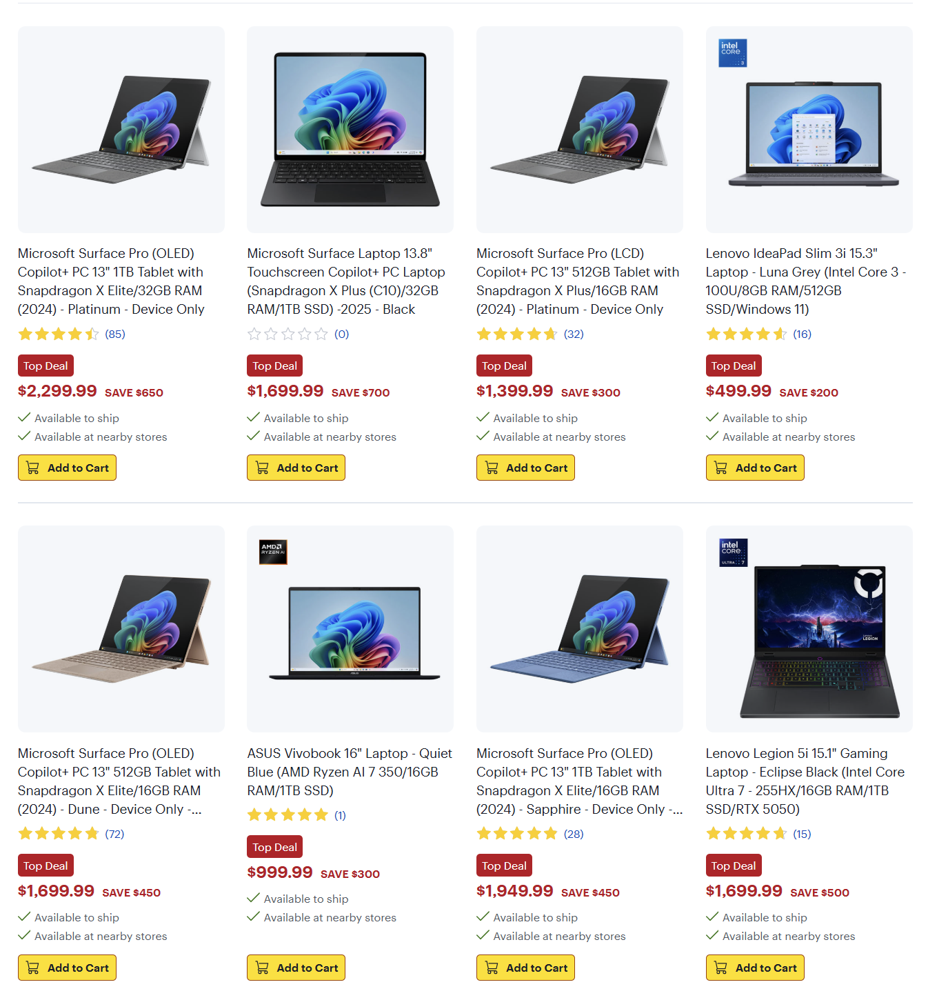 intel
CORE
3
Microsoft Surface Pro (OLED)
Copilot+ PC 13" 1TB Tablet with
Snapdragon X Elite/32GB RAM
(2024) - Platinum - Device Only
(85)
Top Deal
$2,299.99 SAVE $650
Available to ship
Available at nearby stores
Add to Cart
Microsoft Surface Laptop 13.8"
Touchscreen Copilot+ PC Laptop
(Snapdragon X Plus (C10)/32GB
RAM/1TB SSD) -2025 - Black
(0)
Top Deal
$1,699.99 SAVE $700
Available to ship
Available at nearby stores
Add to Cart
Microsoft Surface Pro (LCD)
Copilot+ PC 13" 512GB Tablet with
Snapdragon X Plus/16GB RAM
(2024) - Platinum - Device Only
(32)
Top Deal
$1,399.99 SAVE $300
Available to ship
Available at nearby stores
Add to Cart
Lenovo IdeaPad Slim 3i 15.3"
Laptop - Luna Grey (Intel Core 3 -
100U/8GB RAM/512GB
SSD/Windows 11)
(16)
Top Deal
$499.99 SAVE $200
Available to ship
Available at nearby stores
Add to Cart
Microsoft Surface Pro (OLED)
Copilot+ PC 13" 512GB Tablet with
Snapdragon X Elite/16GB RAM
(2024) - Dune - Device Only -...
(72)
Top Deal
$1,699.99 SAVE $450
Available to ship
Available at nearby stores
Add to Cart
AMD
RYZEN AI
ASUS Vivobook 16" Laptop - Quiet
Blue (AMD Ryzen AI 7 350/16GB
RAM/1TB SSD)
(1)
Top Deal
$999.99 SAVE $300
Available to ship
Available at nearby stores
Add to Cart
Microsoft Surface Pro (OLED)
Copilot+ PC 13" 1TB Tablet with
Snapdragon X Elite/16GB RAM
(2024) - Sapphire - Device Only -...
(28)
Top Deal
$1,949.99 SAVE $450
Available to ship
Available at nearby stores
Add to Cart
intel
CORE
ULTRA 7
LEGION
Lenovo Legion 5i 15.1" Gaming
Laptop - Eclipse Black (Intel Core
Ultra 7 - 255HX/16GB RAM/1TB
SSD/RTX 5050)
(15)
Top Deal
$1,699.99 SAVE $500
Available to ship
Available at nearby stores
Add to Cart